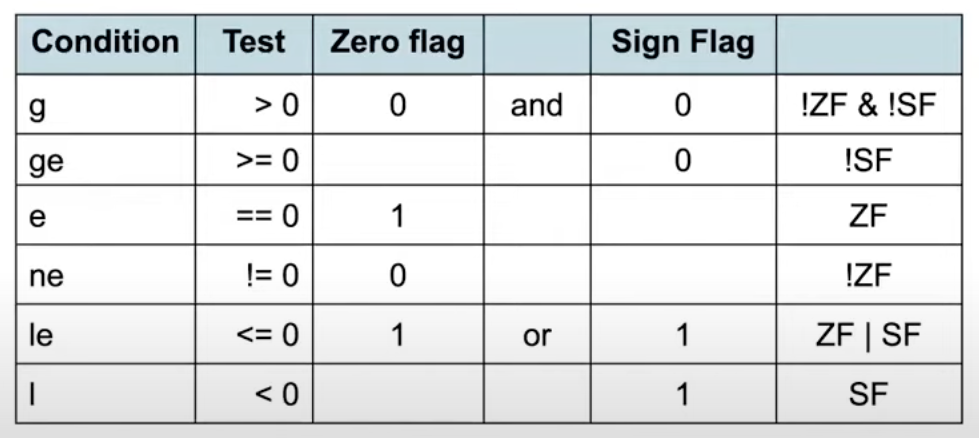 Condition Test Zero flag Sign Flag
g > 0 0 and 0 !ZF & !SF
ge >= 0 0 !SF
e == 0 1 ZF
ne != 0 0 !ZF
le <= 0 1 or 1 ZF | SF
l < 0 1 SF